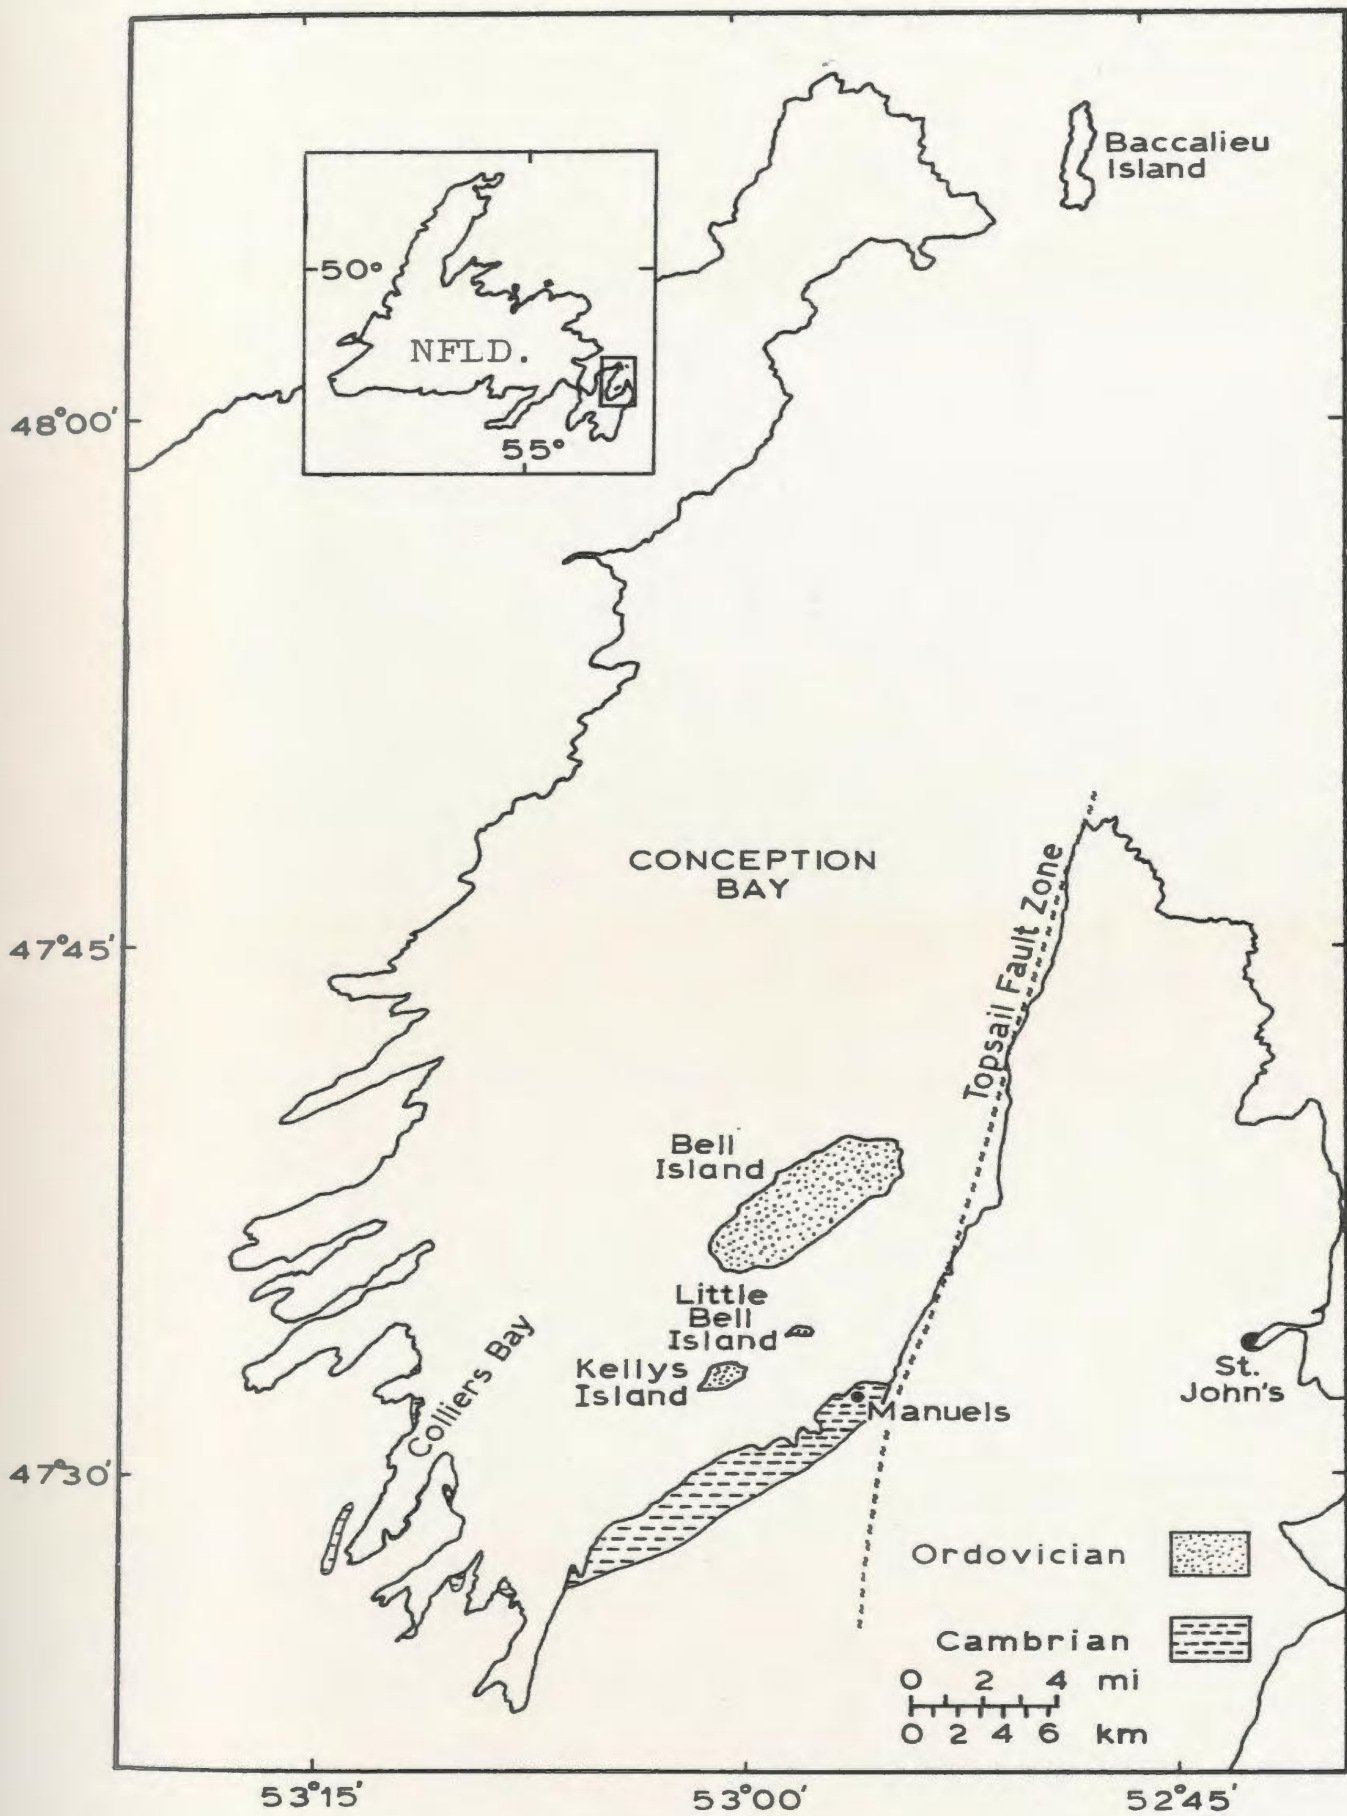 Baccalieu
Island
50°
NFLD.
55°
48°00'
CONCEPTION
BAY
Topsail Fault Zone
47°45'
Bell
Island
Little
Bell
Island
Kellys
Island
Colliers Bay
St.
John's
Manuels
47°30'
Ordovician
Cambrian
0 2 4 mi
0 2 4 6 km
53°15'
53°00'
52°45'